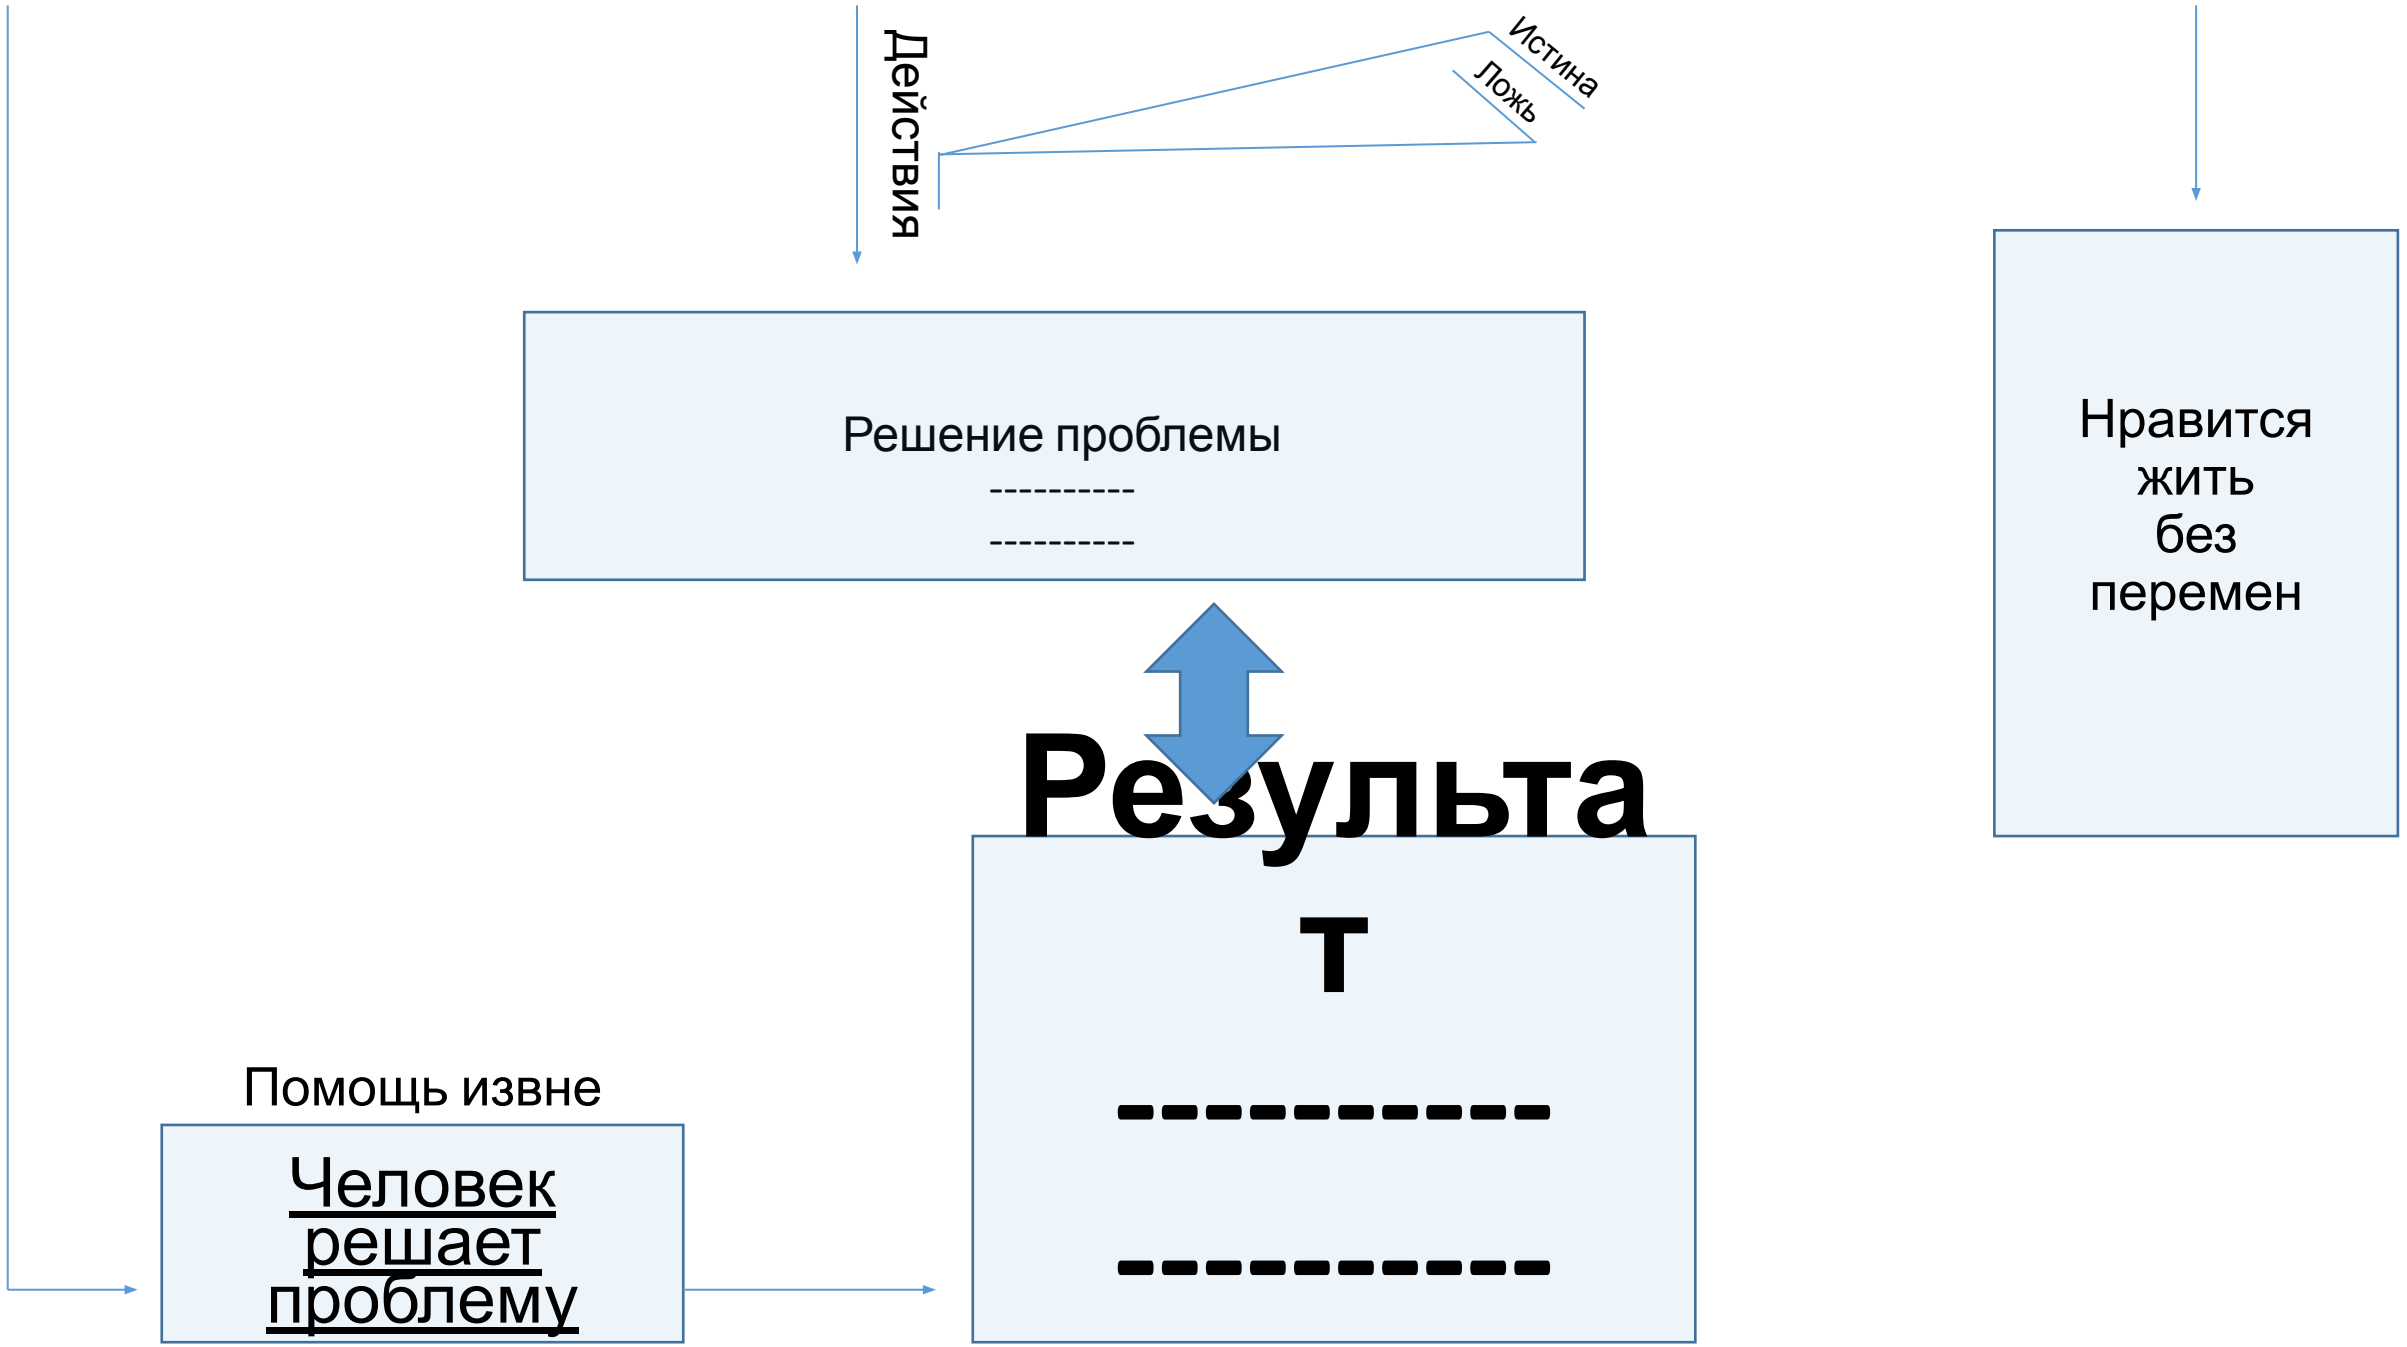 Действия
Истина
Ложь
Решение проблемы
----------
----------
Нравится
жить
без
перемен
Результа
т
----------
----------
Помощь извне
Человек
решает
проблему